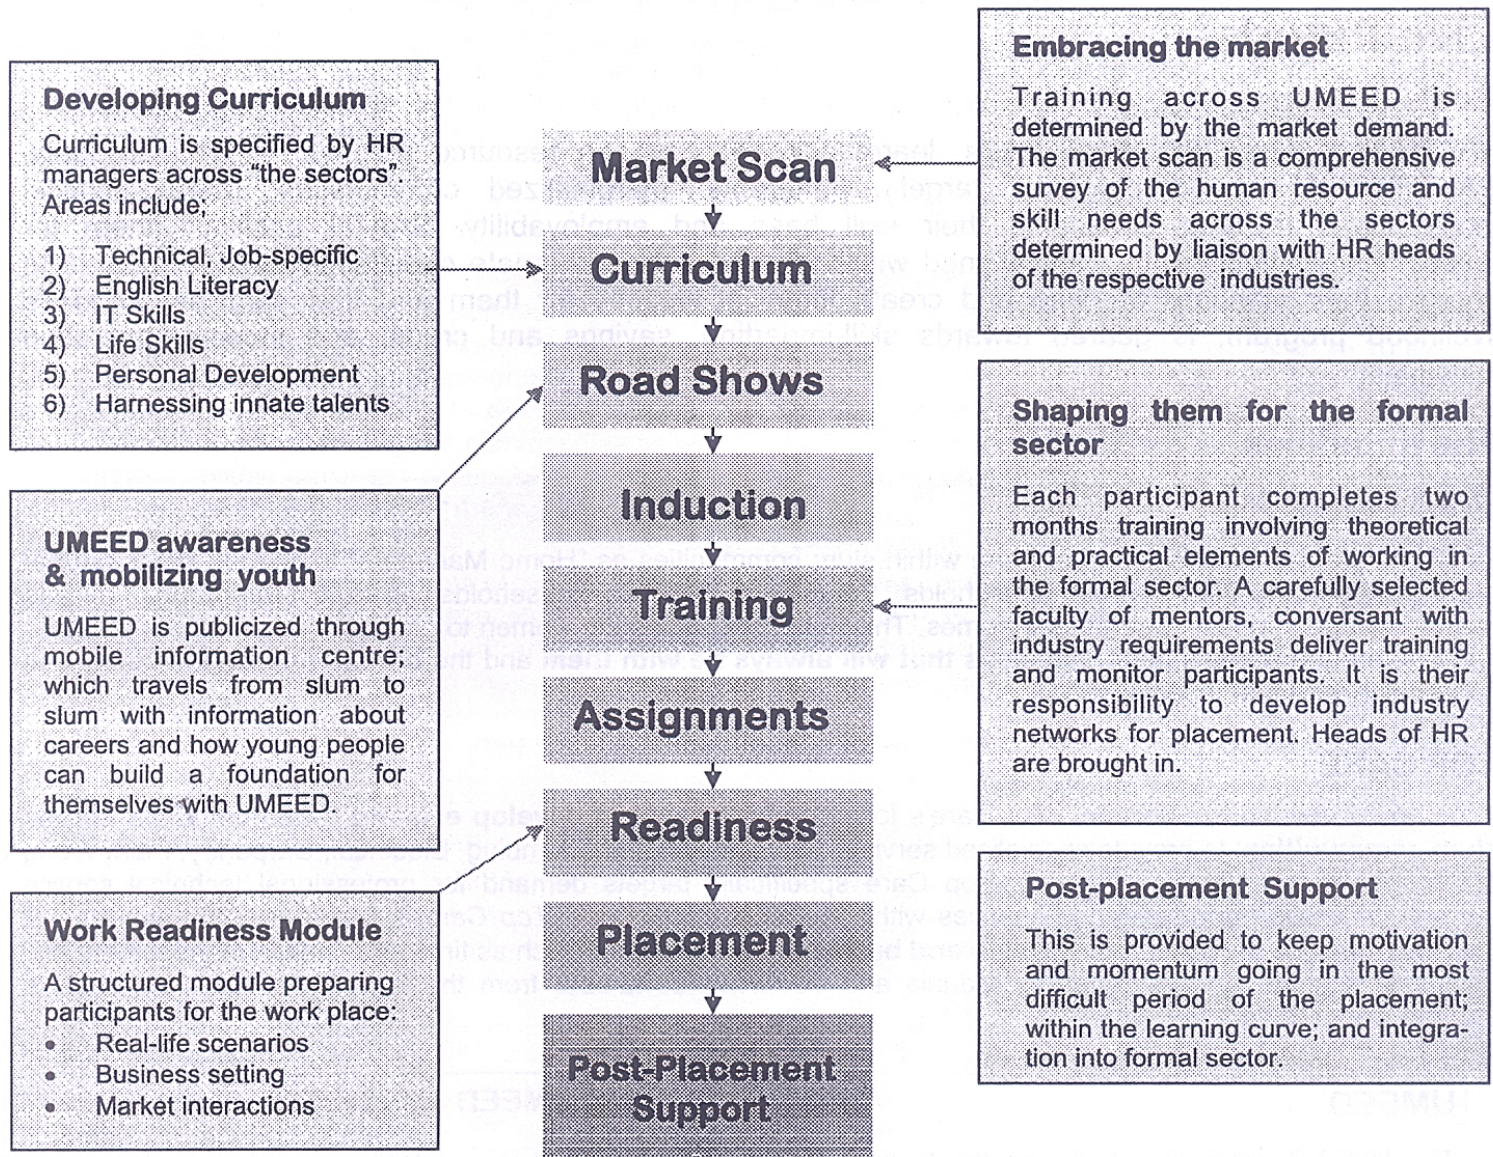 Developing Curriculum
Curriculum is specified by HR
managers across "the sectors".
Areas include;
1) Technical, Job-specific
2) English Literacy
3) IT Skills
4) Life Skills
5) Personal Development
6) Harnessing innate talents
UMEED awareness
& mobilizing youth
UMEED is publicized through
mobile information centre;
which travels from slum to
slum with information about
careers and how young people
can build a foundation for
themselves with UMEED.
Work Readiness Module
A structured module preparing
participants for the work place:
• Real-life scenarios
• Business setting
• Market interactions
Market Scan
Curriculum
Road Shows
Induction
Training
Assignments
Readiness
Placement
Post-Placement
Support
Embracing the market
Training across UMEED is
determined by the market demand.
The market scan is a comprehensive
survey of the human resource and
skill needs across the sectors
determined by liaison with HR heads
of the respective industries.
Shaping them for the formal
sector
Each participant completes two
months training involving theoretical
and practical elements of working in
the formal sector. A carefully selected
faculty of mentors, conversant with
industry requirements deliver training
and monitor participants. It is their
responsibility to develop industry
networks for placement. Heads of HR
are brought in.
Post-placement Support
This is provided to keep motivation
and momentum going in the most
difficult period of the placement;
within the learning curve; and integra-
tion into formal sector.